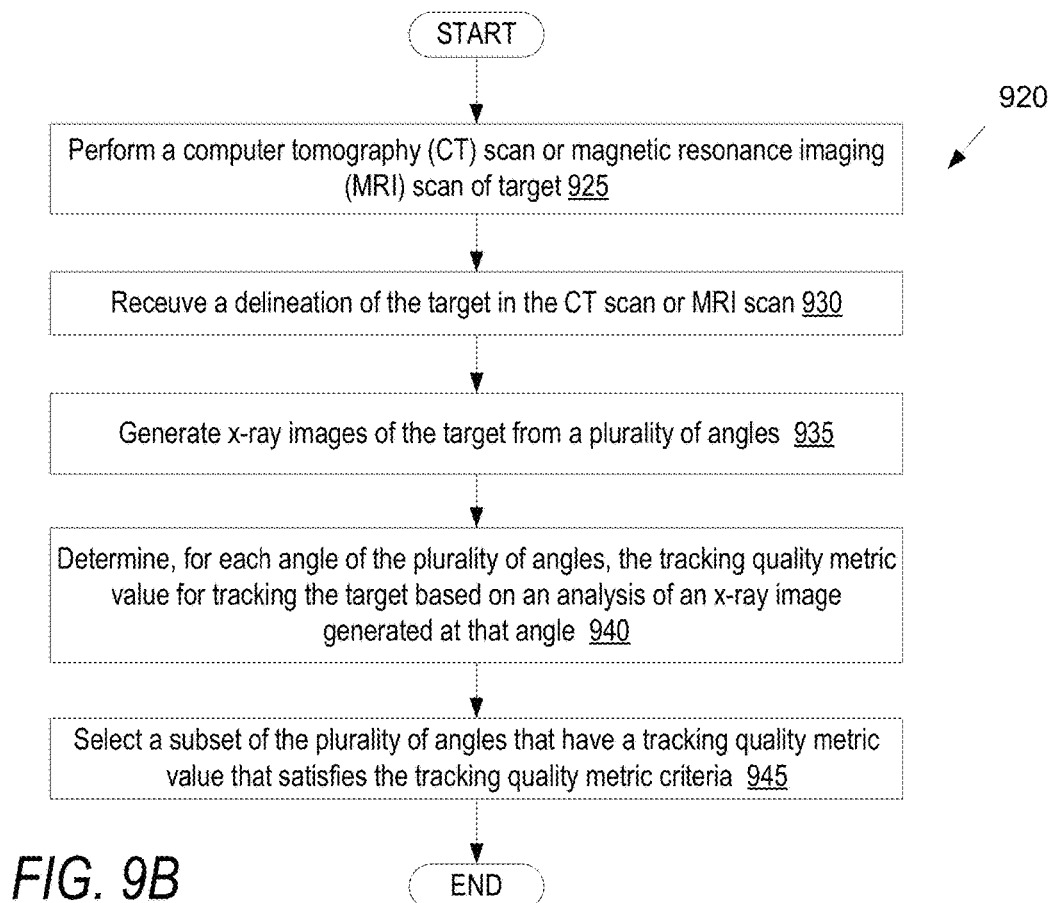 START
920
Perform a computer tomography (CT) scan or magnetic resonance imaging
(MRI) scan of target 925
Receuve a delineation of the target in the CT scan or MRI scan 930
Generate x-ray images of the target from a plurality of angles 935
Determine, for each angle of the plurality of angles, the tracking quality metric
value for tracking the target based on an analysis of an x-ray image
generated at that angle 940
Select a subset of the plurality of angles that have a tracking quality metric
value that satisfies the tracking quality metric criteria 945
END
FIG. 9B